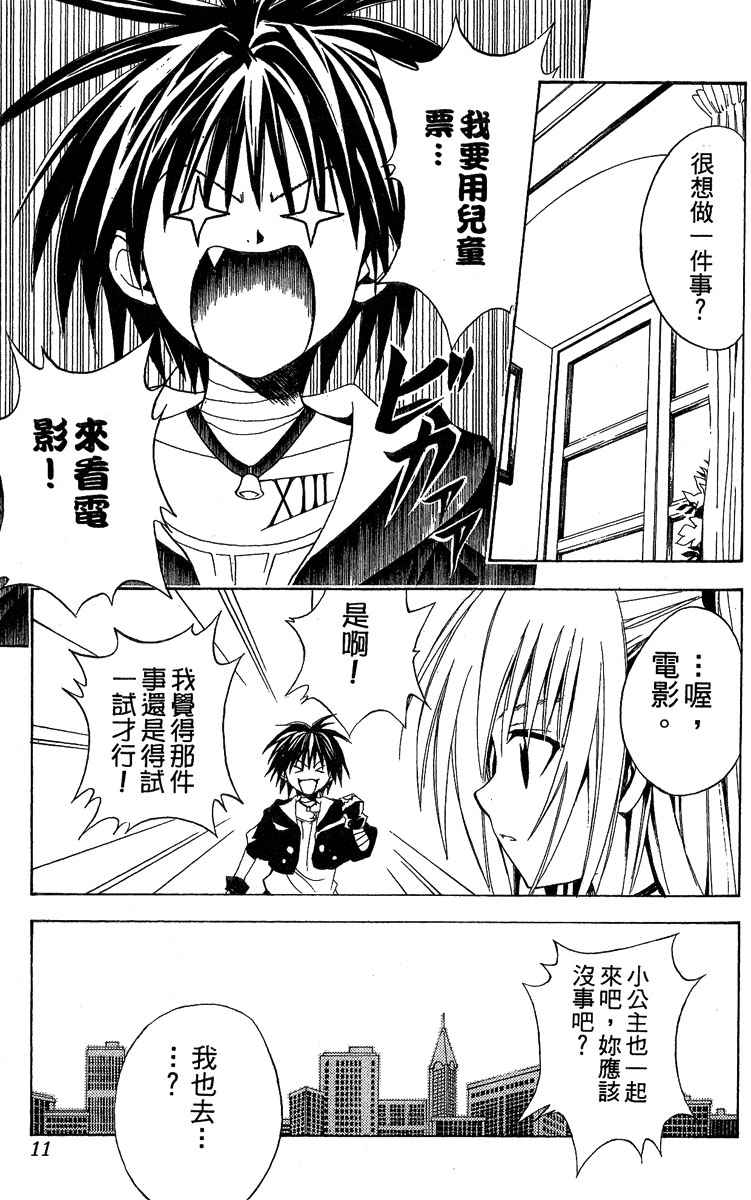 很想做一
件事?
我要用兒童
票…
來看電
影!
ビカアァ
XIII
…喔,
電影。
是啊!
我覺得那件
事還是得試
一試才行!
小公主也一起
來吧,妳應該
沒事吧?
我也去…
…?
11